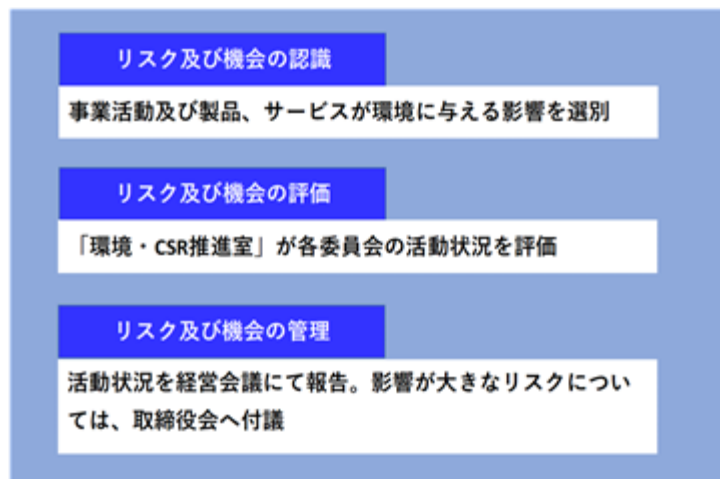 リスク及び機会の認識
事業活動及び製品、サービスが環境に与える影響を選別
リスク及び機会の評価
「環境・CSR推進室」が各委員会の活動状況を評価
リスク及び機会の管理
活動状況を経営会議にて報告。影響が大きなリスクについ
ては、取締役会へ付議